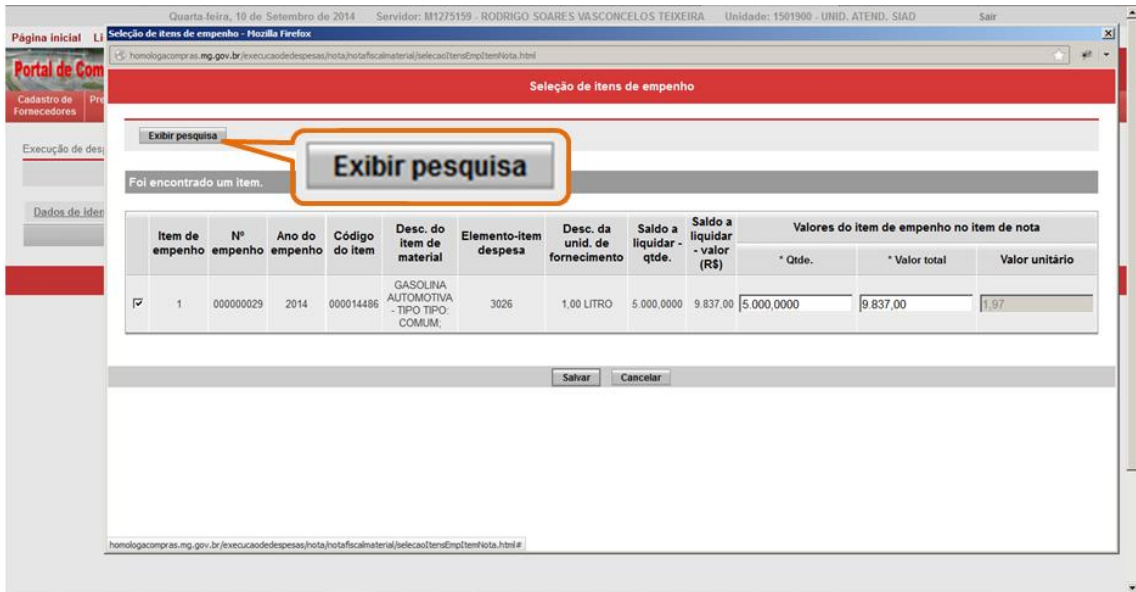 Quarta-feira, 10 de Setembro de 2014 Servidor: M1275159 - RODRIGO SOARES VASCONCELOS TEIXEIRA Unidade: 1501900 - UNID. ATEND. SIAD Sair
Página inicial Li
Seleção de itens de empenho - Mozilla Firefox
homologacompras.mg.gov.br/execucaodedespesas/nota/notafiscalmaterial/selecaoItensEmpItemNota.html
Portal de Com
Seleção de itens de empenho
Cadastro de Fornecedores
Pre
Exibir pesquisa
Execução de desp
Exibir pesquisa
Foi encontrado um item.
Dados de iden
Item de empenho Nº empenho Ano do empenho Código do item Desc. do item de material Elemento-item despesa Desc. da unid. de fornecimento Saldo a liquidar - qtde. Saldo a liquidar - valor (R$) Valores do item de empenho no item de nota
* Qtde. * Valor total Valor unitário
1 000000029 2014 000014486 GASOLINA AUTOMOTIVA - TIPO TIPO: COMUM; 3026 1,00 LITRO 5.000,0000 9.837,00 5.000,0000 9.837,00 1,97
Salvar Cancelar
homologacompras.mg.gov.br/execucaodedespesas/nota/notafiscalmaterial/selecaoItensEmpItemNota.html#